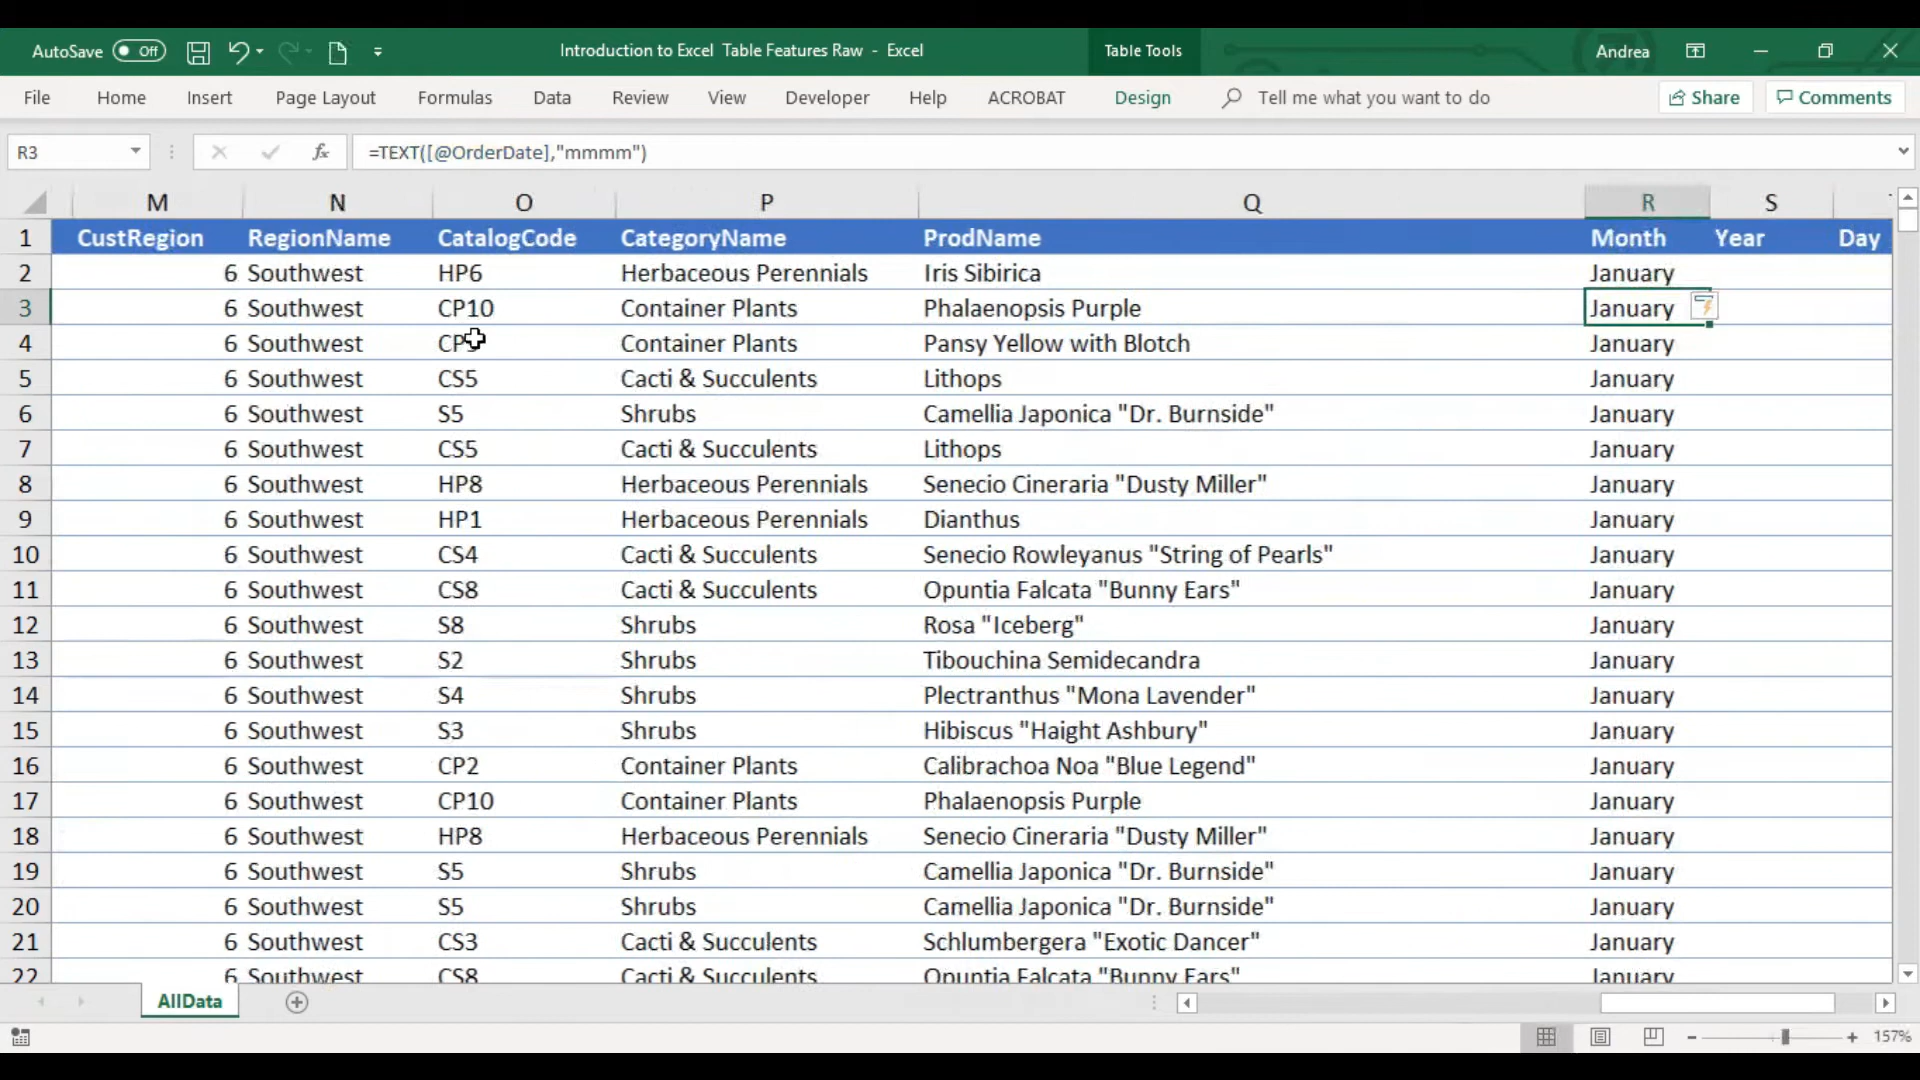 AutoSave Off Introduction to Excel Table Features Raw - Excel Table Tools Andrea
File Home Insert Page Layout Formulas Data Review View Developer Help ACROBAT Design Tell me what you want to do Share Comments
R3 fx =TEXT([@OrderDate],"mmmm")
M N O P Q R S
1 CustRegion RegionName CatalogCode CategoryName ProdName Month Year Day
2 6 Southwest HP6 Herbaceous Perennials Iris Sibirica January
3 6 Southwest CP10 Container Plants Phalaenopsis Purple January
4 6 Southwest Container Plants Pansy Yellow with Blotch January
5 6 Southwest CS5 Cacti & Succulents Lithops January
6 6 Southwest S5 Shrubs Camellia Japonica "Dr. Burnside" January
7 6 Southwest CS5 Cacti & Succulents Lithops January
8 6 Southwest HP8 Herbaceous Perennials Senecio Cineraria "Dusty Miller" January
9 6 Southwest HP1 Herbaceous Perennials Dianthus January
10 6 Southwest CS4 Cacti & Succulents Senecio Rowleyanus "String of Pearls" January
11 6 Southwest CS8 Cacti & Succulents Opuntia Falcata "Bunny Ears" January
12 6 Southwest S8 Shrubs Rosa "Iceberg" January
13 6 Southwest S2 Shrubs Tibouchina Semidecandra January
14 6 Southwest S4 Shrubs Plectranthus "Mona Lavender" January
15 6 Southwest S3 Shrubs Hibiscus "Haight Ashbury" January
16 6 Southwest CP2 Container Plants Calibrachoa Noa "Blue Legend" January
17 6 Southwest CP10 Container Plants Phalaenopsis Purple January
18 6 Southwest HP8 Herbaceous Perennials Senecio Cineraria "Dusty Miller" January
19 6 Southwest S5 Shrubs Camellia Japonica "Dr. Burnside" January
20 6 Southwest S5 Shrubs Camellia Japonica "Dr. Burnside" January
21 6 Southwest CS3 Cacti & Succulents Schlumbergera "Exotic Dancer" January
22 6 Southwest CS8 Cacti & Succulents Opuntia Falcata "Bunny Ears" January
AllData
157%